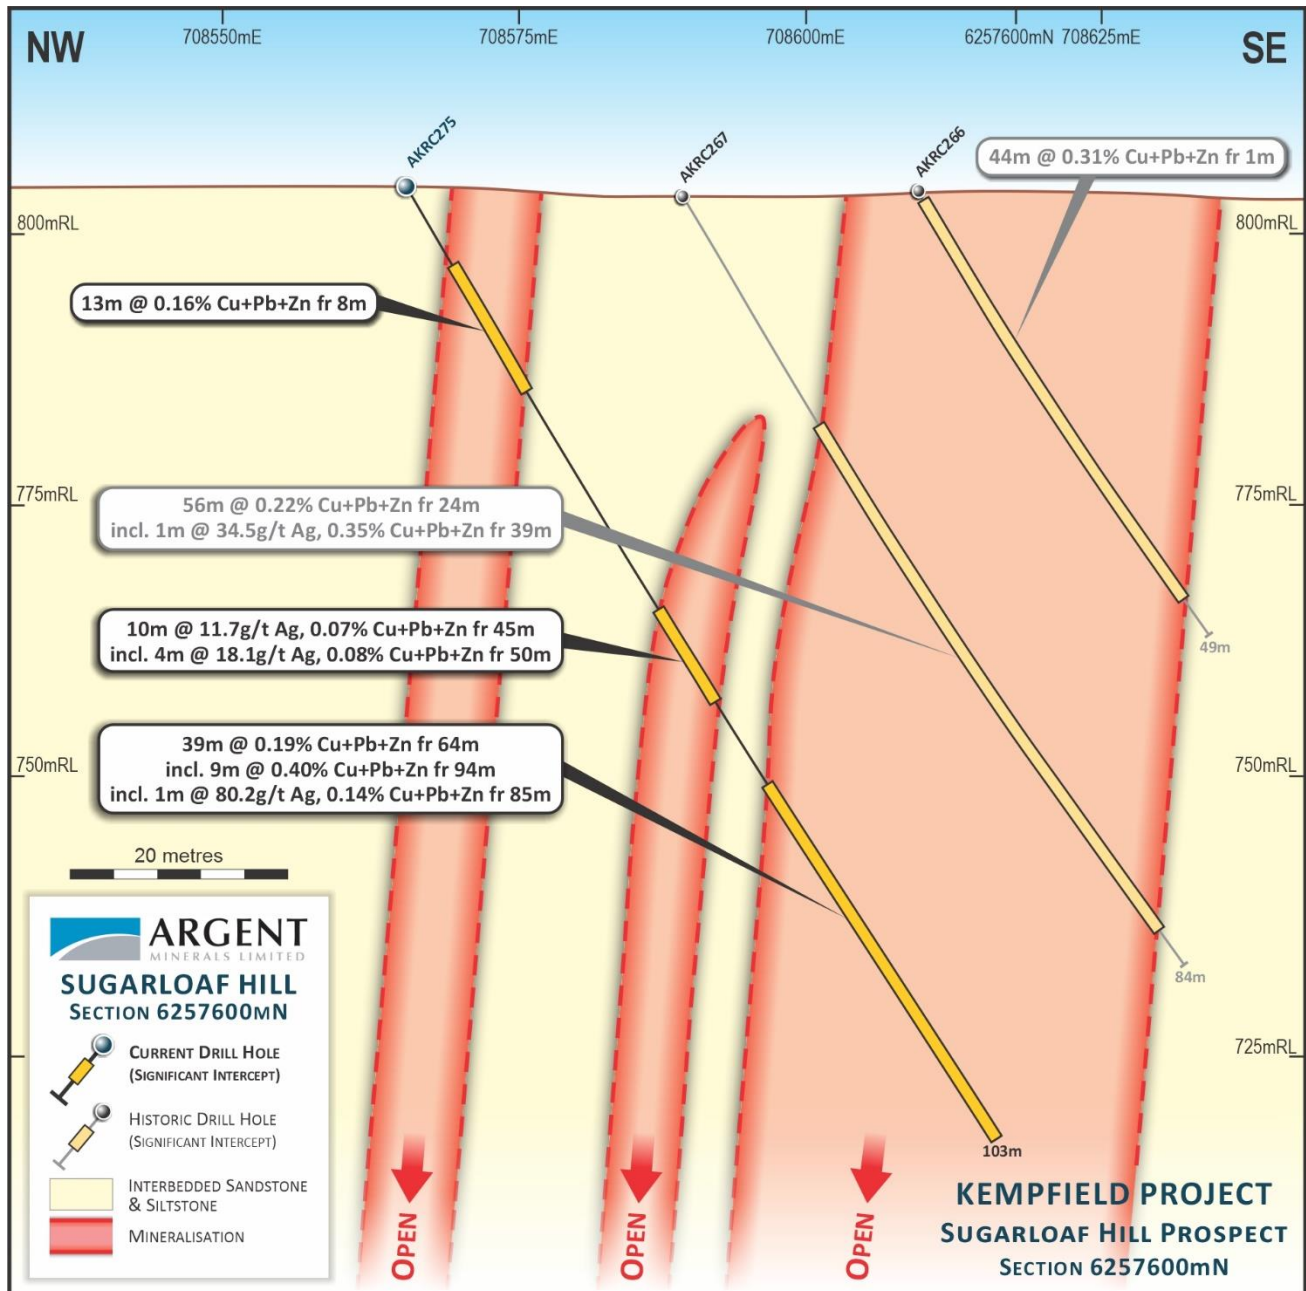 708550mE
708575mE
708600mE
6257600mN 708625mE
NW
SE
AKRC275
AKRC267
AKRC266
44m @ 0.31% Cu+Pb+Zn fr 1m
800mRL
800mRL
13m @ 0.16% Cu+Pb+Zn fr 8m
775mRL
775mRL
56m @ 0.22% Cu+Pb+Zn fr 24m
incl. 1m @ 34.5g/t Ag, 0.35% Cu+Pb+Zn fr 39m
10m @ 11.7g/t Ag, 0.07% Cu+Pb+Zn fr 45m
incl. 4m @ 18.1g/t Ag, 0.08% Cu+Pb+Zn fr 50m
49m
39m @ 0.19% Cu+Pb+Zn fr 64m
incl. 9m @ 0.40% Cu+Pb+Zn fr 94m
incl. 1m @ 80.2g/t Ag, 0.14% Cu+Pb+Zn fr 85m
750mRL
750mRL
20 metres
ARGENT
MINERALS LIMITED
SUGARLOAF HILL
SECTION 6257600MN
CURRENT DRILL HOLE
(SIGNIFICANT INTERCEPT)
HISTORIC DRILL HOLE
(SIGNIFICANT INTERCEPT)
INTERBEDDED SANDSTONE
& SILTSTONE
MINERALISATION
84m
725mRL
103m
OPEN
OPEN
OPEN
KEMPFIELD PROJECT
SUGARLOAF HILL PROSPECT
SECTION 6257600mN